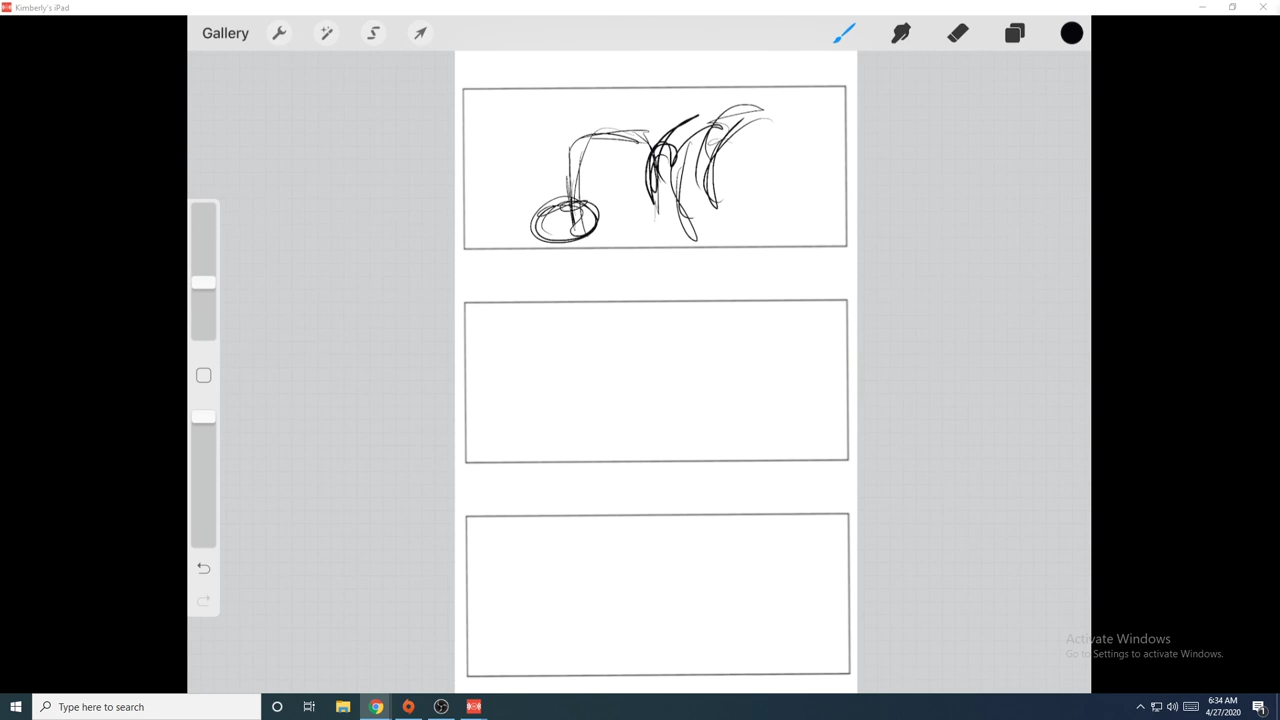 Kimberly's iPad
Gallery
Activate Windows
Go to Settings to activate Windows.
Type here to search
6:34 AM
4/27/2020
1